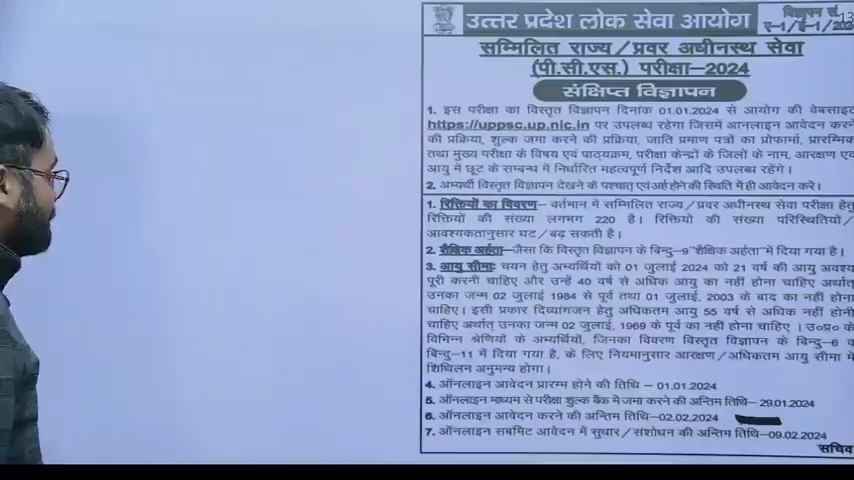 उत्तर प्रदेश लोक सेवा आयोग
विज्ञापन सं.
ए-1/ई-1/202
सम्मिलित राज्य/प्रवर अधीनस्थ सेवा
(पी.सी.एस.) परीक्षा-2024
संक्षिप्त विज्ञापन
1. इस परीक्षा का विस्तृत विज्ञापन दिनांक 01.01.2024 से आयोग की वेबसाइट
https://uppsc.up.nic.in पर उपलब्ध रहेगा जिसमें आनलाइन आवेदन करने
की प्रक्रिया, शुल्क जमा करने की प्रक्रिया, जाति प्रमाण पत्रों का प्रोफार्मा, प्रारम्भिक
तथा मुख्य परीक्षा के विषय एवं पाठ्यक्रम, परीक्षा केन्द्रों के जिलों के नाम, आरक्षण एवं
आयु में छूट के सम्बन्ध में निर्धारित महत्वपूर्ण निर्देश आदि उपलब्ध रहेंगे।
2. अभ्यर्थी विस्तृत विज्ञापन देखने के पश्चात् एवं अर्ह होने की स्थिति में ही आवेदन करें।
1. रिक्तियों का विवरण- वर्तमान में सम्मिलित राज्य/प्रवर अधीनस्थ सेवा परीक्षा हेतु
रिक्तियों की संख्या लगभग 220 है। रिक्तियों की संख्या परिस्थितियों/
आवश्यकतानुसार घट/बढ़ सकती है।
2. शैक्षिक अर्हता-जैसा कि विस्तृत विज्ञापन के बिन्दु-9 "शैक्षिक अर्हता" में दिया गया है।
3. आयु सीमाः चयन हेतु अभ्यर्थियों को 01 जुलाई 2024 को 21 वर्ष की आयु अवश्य
पूरी करनी चाहिए और उन्हें 40 वर्ष से अधिक आयु का नहीं होना चाहिए अर्थात्
उनका जन्म 02 जुलाई 1984 से पूर्व तथा 01 जुलाई, 2003 के बाद का नहीं होना
चाहिए। इसी प्रकार दिव्यांगजन हेतु अधिकतम आयु 55 वर्ष से अधिक नहीं होनी
चाहिए अर्थात् उनका जन्म 02 जुलाई, 1969 के पूर्व का नहीं होना चाहिए। उ०प्र० के
विभिन्न श्रेणियों के अभ्यर्थियों, जिनका विवरण विस्तृत विज्ञापन के बिन्दु-6 व
बिन्दु-11 में दिया गया है, के लिए नियमानुसार आरक्षण/अधिकतम आयु सीमा में
शिथिलन अनुमन्य होगा।
4. ऑनलाइन आवेदन प्रारम्भ होने की तिथि - 01.01.2024
5. ऑनलाइन माध्यम से परीक्षा शुल्क बैंक में जमा करने की अन्तिम तिथि- 29.01.2024
6. ऑनलाइन आवेदन करने की अन्तिम तिथि-02.02.2024
7. ऑनलाइन सबमिट आवेदन में सुधार/संशोधन की अन्तिम तिथि-09.02.2024
सचिव